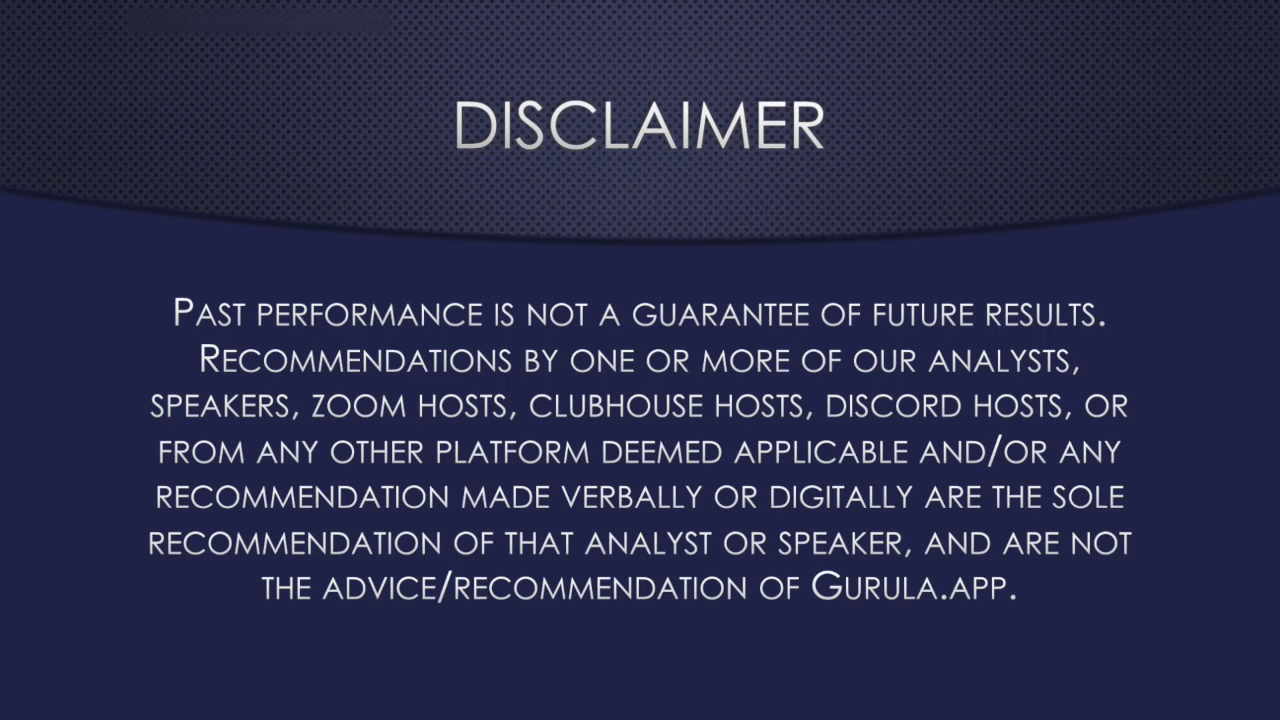 DISCLAIMER
PAST PERFORMANCE IS NOT A GUARANTEE OF FUTURE RESULTS.
RECOMMENDATIONS BY ONE OR MORE OF OUR ANALYSTS,
SPEAKERS, ZOOM HOSTS, CLUBHOUSE HOSTS, DISCORD HOSTS, OR
FROM ANY OTHER PLATFORM DEEMED APPLICABLE AND/OR ANY
RECOMMENDATION MADE VERBALLY OR DIGITALLY ARE THE SOLE
RECOMMENDATION OF THAT ANALYST OR SPEAKER, AND ARE NOT
THE ADVICE/RECOMMENDATION OF GURULA.APP.